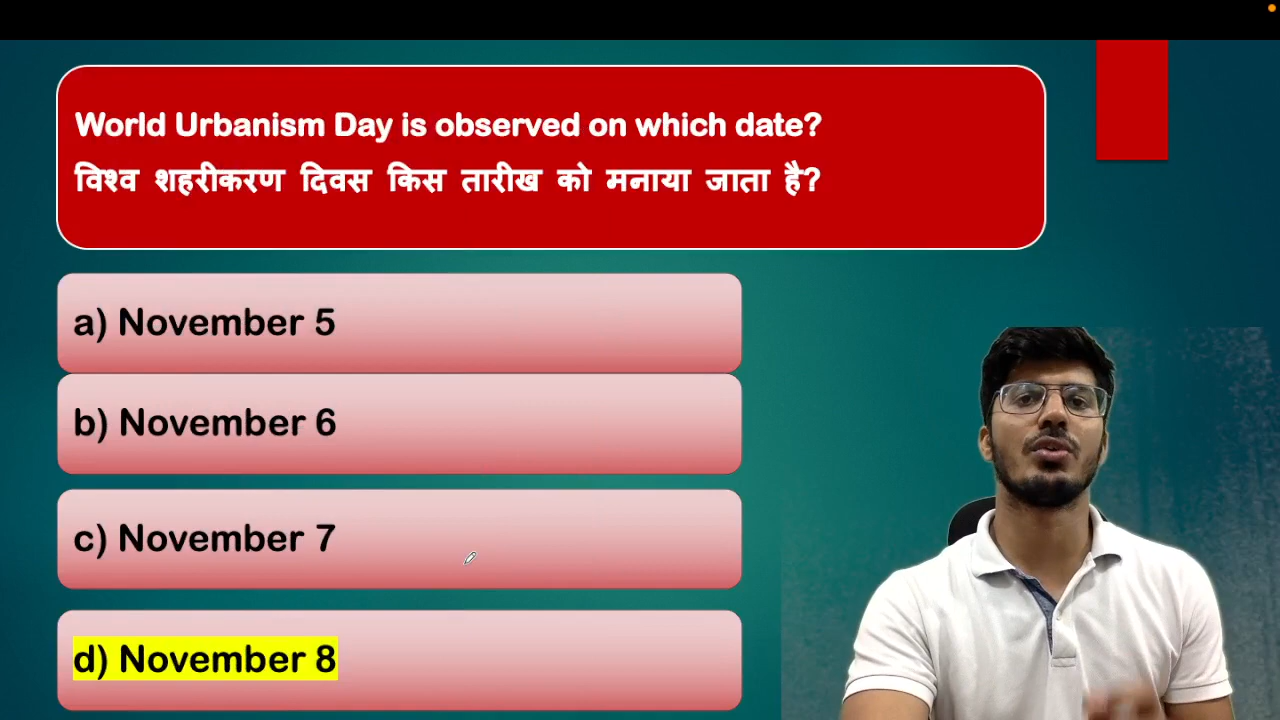 World Urbanism Day is observed on which date?
विश्व शहरीकरण दिवस किस तारीख को मनाया जाता है?
a) November 5
b) November 6
c) November 7
d) November 8